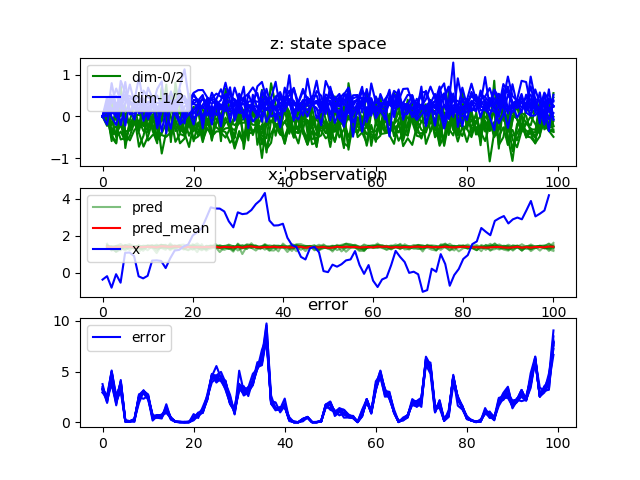 z: state space
1
0
−1
dim-0/2
dim-1/2
0 20 40 60 80 100
x: observation
4
2
0
pred
pred_mean
x
0 20 40 60 80 100
error
10
5
0
error
0 20 40 60 80 100